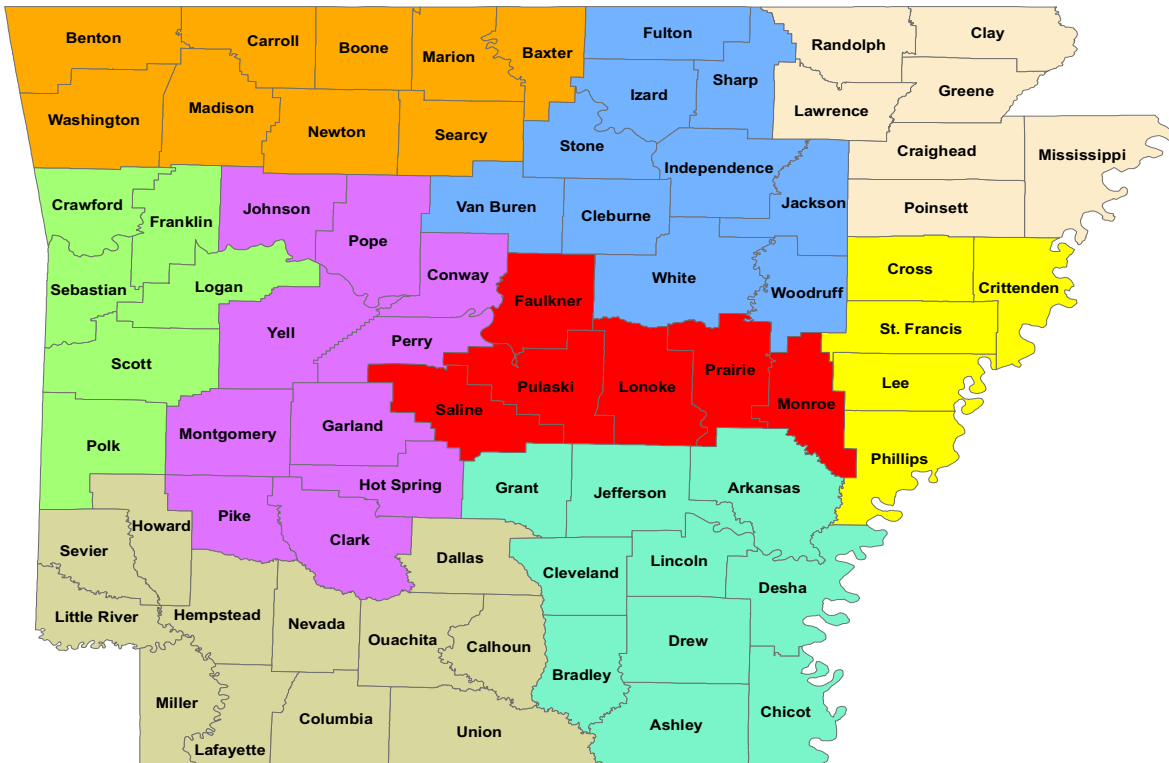 Benton
Carroll
Boone
Marion
Baxter
Fulton
Randolph
Clay
Washington
Madison
Newton
Searcy
Izard
Sharp
Lawrence
Greene
Stone
Independence
Craighead
Mississippi
Crawford
Franklin
Johnson
Pope
Van Buren
Cleburne
Jackson
Poinsett
Sebastian
Logan
Conway
White
Woodruff
Cross
Crittenden
Faulkner
Scott
Yell
Perry
St. Francis
Pulaski
Lonoke
Prairie
Lee
Saline
Monroe
Polk
Montgomery
Garland
Hot Spring
Grant
Jefferson
Arkansas
Phillips
Howard
Pike
Clark
Sevier
Dallas
Cleveland
Lincoln
Desha
Little River
Hempstead
Nevada
Ouachita
Calhoun
Drew
Bradley
Miller
Lafayette
Columbia
Union
Ashley
Chicot